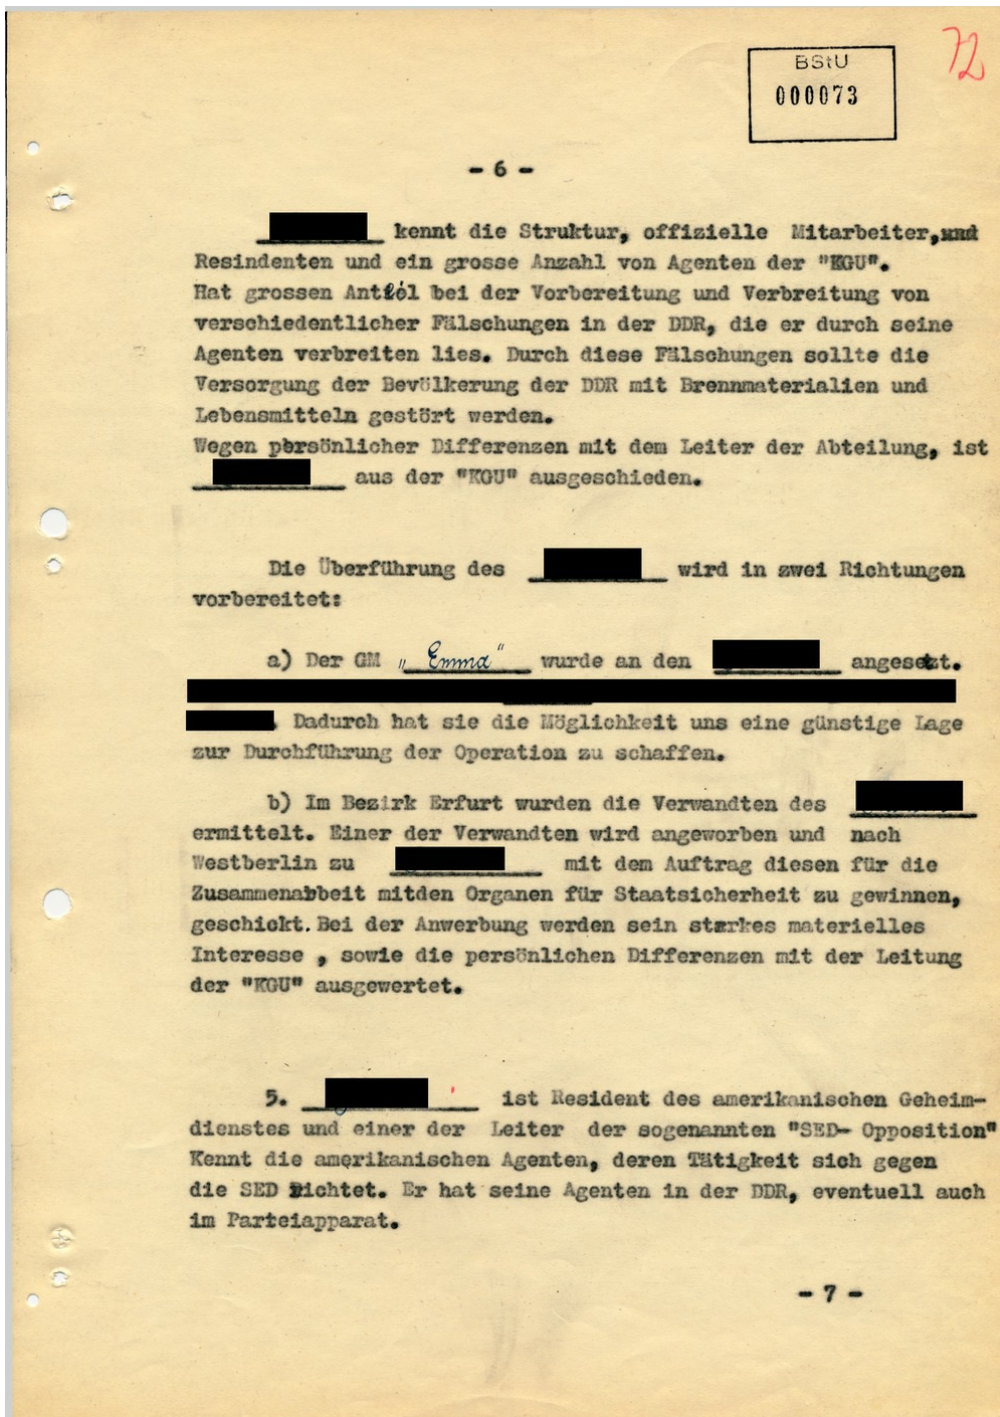 72
BStU
000073
- 6 -
kennt die Struktur, offizielle Mitarbeiter,und
Resindenten und ein grosse Anzahl von Agenten der "KGU".
Hat grossen bei der Vorbereitung und Verbreitung von
verschiedentlicher Fälschungen in der DDR, die er durch seine
Agenten verbreiten lies. Durch diese Fälschungen sollte die
Versorgung der Bevölkerung der DDR mit Brennmaterialien und
Lebensmitteln gestört werden.
Wegen persönlicher Differenzen mit dem Leiter der Abteilung, ist
aus der "KGU" ausgeschieden.
Die Überführung des wird in zwei Richtungen
vorbereitet:
a) Der GM "Emma" wurde an den angesetzt.
Dadurch hat sie die Möglichkeit uns eine günstige Lage
zur Durchführung der Operation zu schaffen.
b) Im Bezirk Erfurt wurden die Verwandten des
ermittelt. Einer der Verwandten wird angeworben und nach
Westberlin zu mit dem Auftrag diesen für die
Zusammenabbeit mitden Organen für Staatsicherheit zu gewinnen,
geschickt. Bei der Anwerbung werden sein starkes materielles
Interesse , sowie die persönlichen Differenzen mit der Leitung
der "KGU" ausgewertet.
5. ist Resident des amerikanischen Geheim-
dienstes und einer der Leiter der sogenannten "SED- Opposition"
Kennt die amerikanischen Agenten, deren Tätigkeit sich gegen
die SED richtet. Er hat seine Agenten in der DDR, eventuell auch
im Parteiapparat.
- 7 -